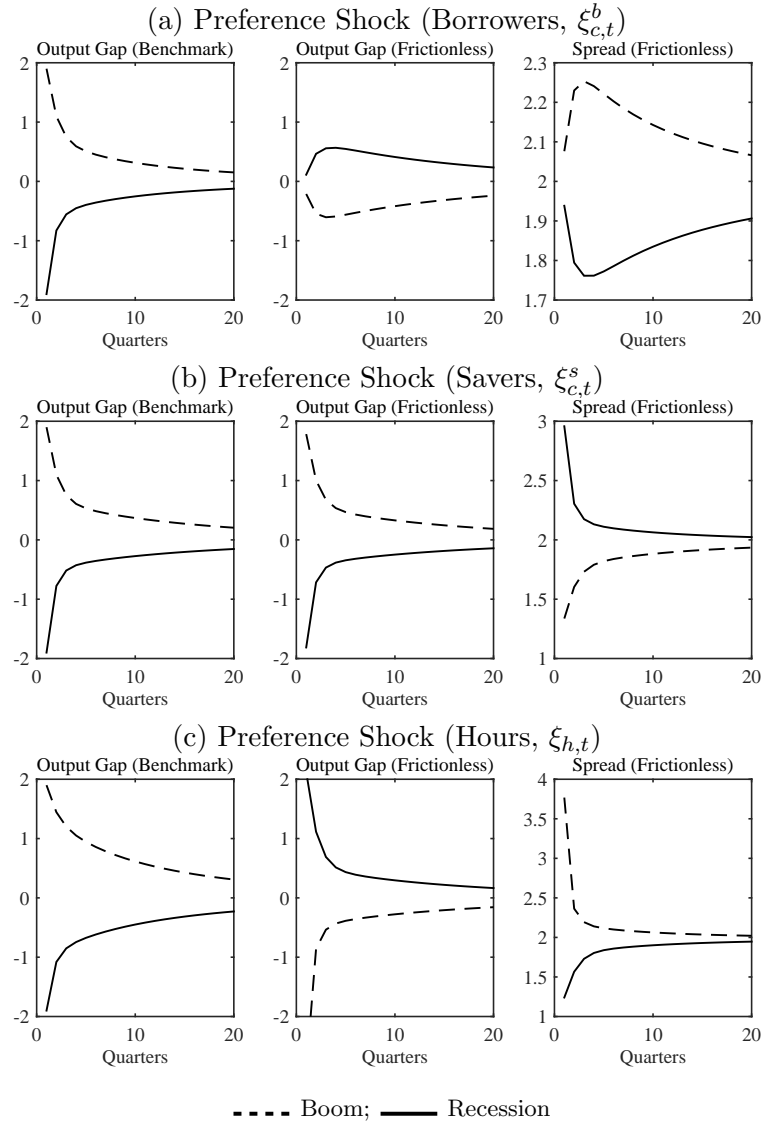 (a) Preference Shock (Borrowers, ξ^b_{c,t})
Output Gap (Benchmark) Output Gap (Frictionless) Spread (Frictionless)
2 2 2.3
1 1 2.2
2.1
0 0 2
-1 -1 1.9
1.8
-2 -2 1.7
0 10 20 0 10 20 0 10 20
Quarters Quarters Quarters
(b) Preference Shock (Savers, ξ^s_{c,t})
Output Gap (Benchmark) Output Gap (Frictionless) Spread (Frictionless)
2 2 3
1 1 2.5
0 0 2
-1 -1 1.5
-2 -2 1
0 10 20 0 10 20 0 10 20
Quarters Quarters Quarters
(c) Preference Shock (Hours, ξ_{h,t})
Output Gap (Benchmark) Output Gap (Frictionless) Spread (Frictionless)
2 2 4
3.5
1 1 3
0 0 2.5
2
-1 -1 1.5
-2 -2 1
0 10 20 0 10 20 0 10 20
Quarters Quarters Quarters
Boom; Recession